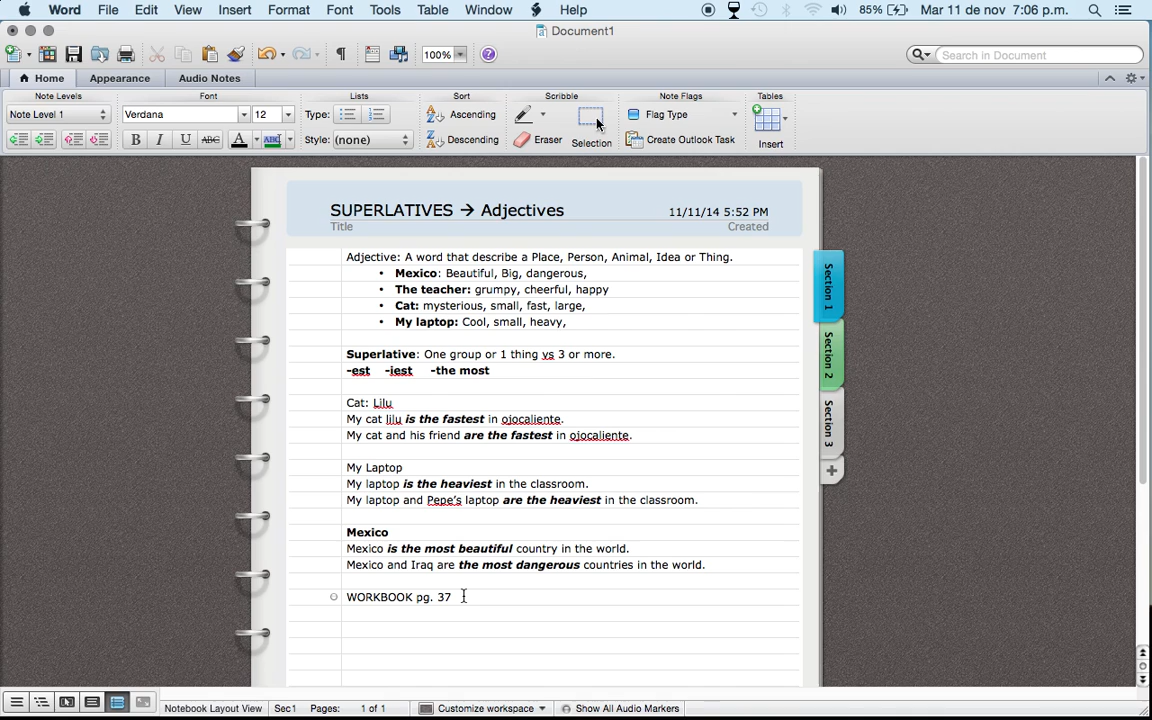 Word File Edit View Insert Format Font Tools Table Window Help 85% Mar 11 de nov 7:06 p.m.
Document1
100% Search in Document
Home Appearance Audio Notes
Note Levels Font Lists Sort Scribble Note Flags Tables
Note Level 1 Verdana 12 Type: Ascending Flag Type
B I U ABC A ABC Style: (none) Descending Eraser Selection Create Outlook Task Insert
SUPERLATIVES → Adjectives 11/11/14 5:52 PM
Title Created
Adjective: A word that describe a Place, Person, Animal, Idea or Thing.
• Mexico: Beautiful, Big, dangerous,
• The teacher: grumpy, cheerful, happy
• Cat: mysterious, small, fast, large,
• My laptop: Cool, small, heavy,
Superlative: One group or 1 thing vs 3 or more.
-est -iest -the most
Cat: Lilu
My cat lilu is the fastest in ojocaliente.
My cat and his friend are the fastest in ojocaliente.
My Laptop
My laptop is the heaviest in the classroom.
My laptop and Pepe's laptop are the heaviest in the classroom.
Mexico
Mexico is the most beautiful country in the world.
Mexico and Iraq are the most dangerous countries in the world.
WORKBOOK pg. 37
Section 1
Section 2
Section 3
Notebook Layout View Sec1 Pages: 1 of 1 Customize workspace Show All Audio Markers